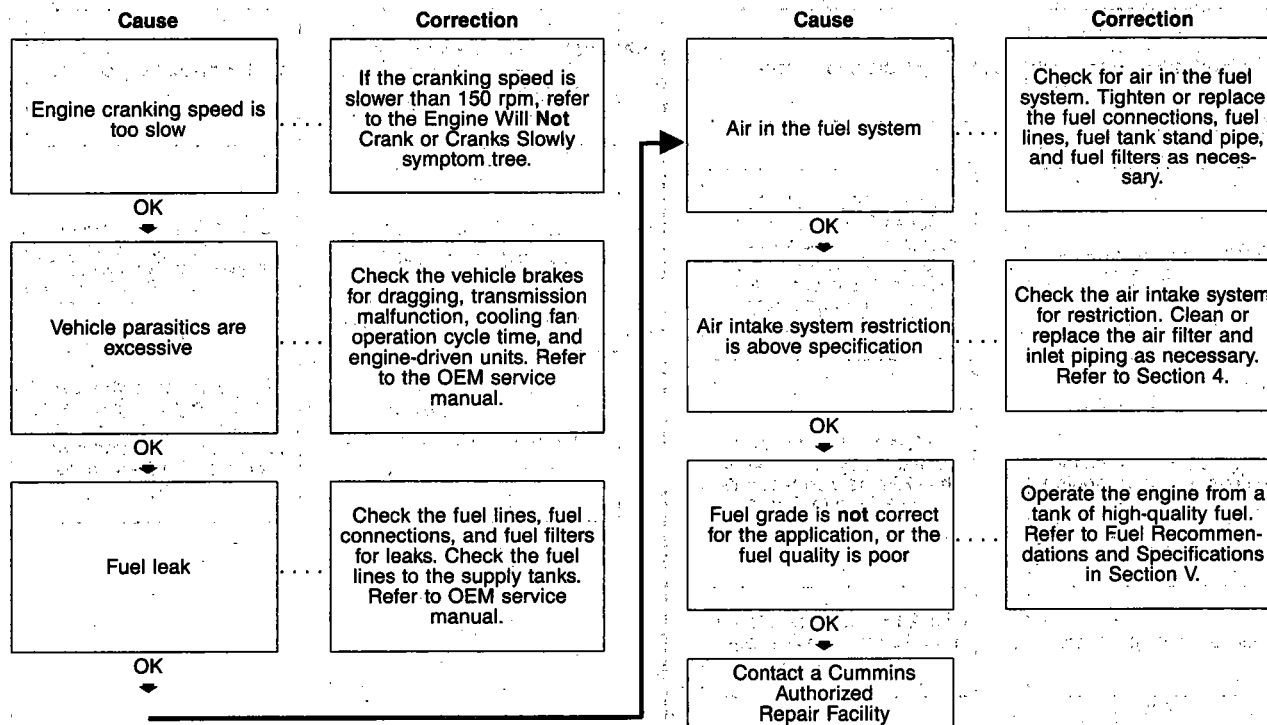 Cause
Correction
Engine cranking speed is
too slow
If the cranking speed is
slower than 150 rpm, refer
to the Engine Will Not
Crank or Cranks Slowly
symptom tree.
OK
Vehicle parasitics are
excessive
Check the vehicle brakes
for dragging, transmission
malfunction, cooling fan
operation cycle time, and
engine-driven units. Refer
to the OEM service
manual.
OK
Fuel leak
Check the fuel lines, fuel
connections, and fuel filters
for leaks. Check the fuel
lines to the supply tanks.
Refer to OEM service
manual.
OK
Cause
Correction
Air in the fuel system
Check for air in the fuel
system. Tighten or replace
the fuel connections, fuel
lines, fuel tank stand pipe,
and fuel filters as neces-
sary.
OK
Air intake system restriction
is above specification
Check the air intake system
for restriction. Clean or
replace the air filter and
inlet piping as necessary.
Refer to Section 4.
OK
Fuel grade is not correct
for the application, or the
fuel quality is poor
Operate the engine from a
tank of high-quality fuel.
Refer to Fuel Recommen-
dations and Specifications
in Section V.
OK
Contact a Cummins
Authorized
Repair Facility